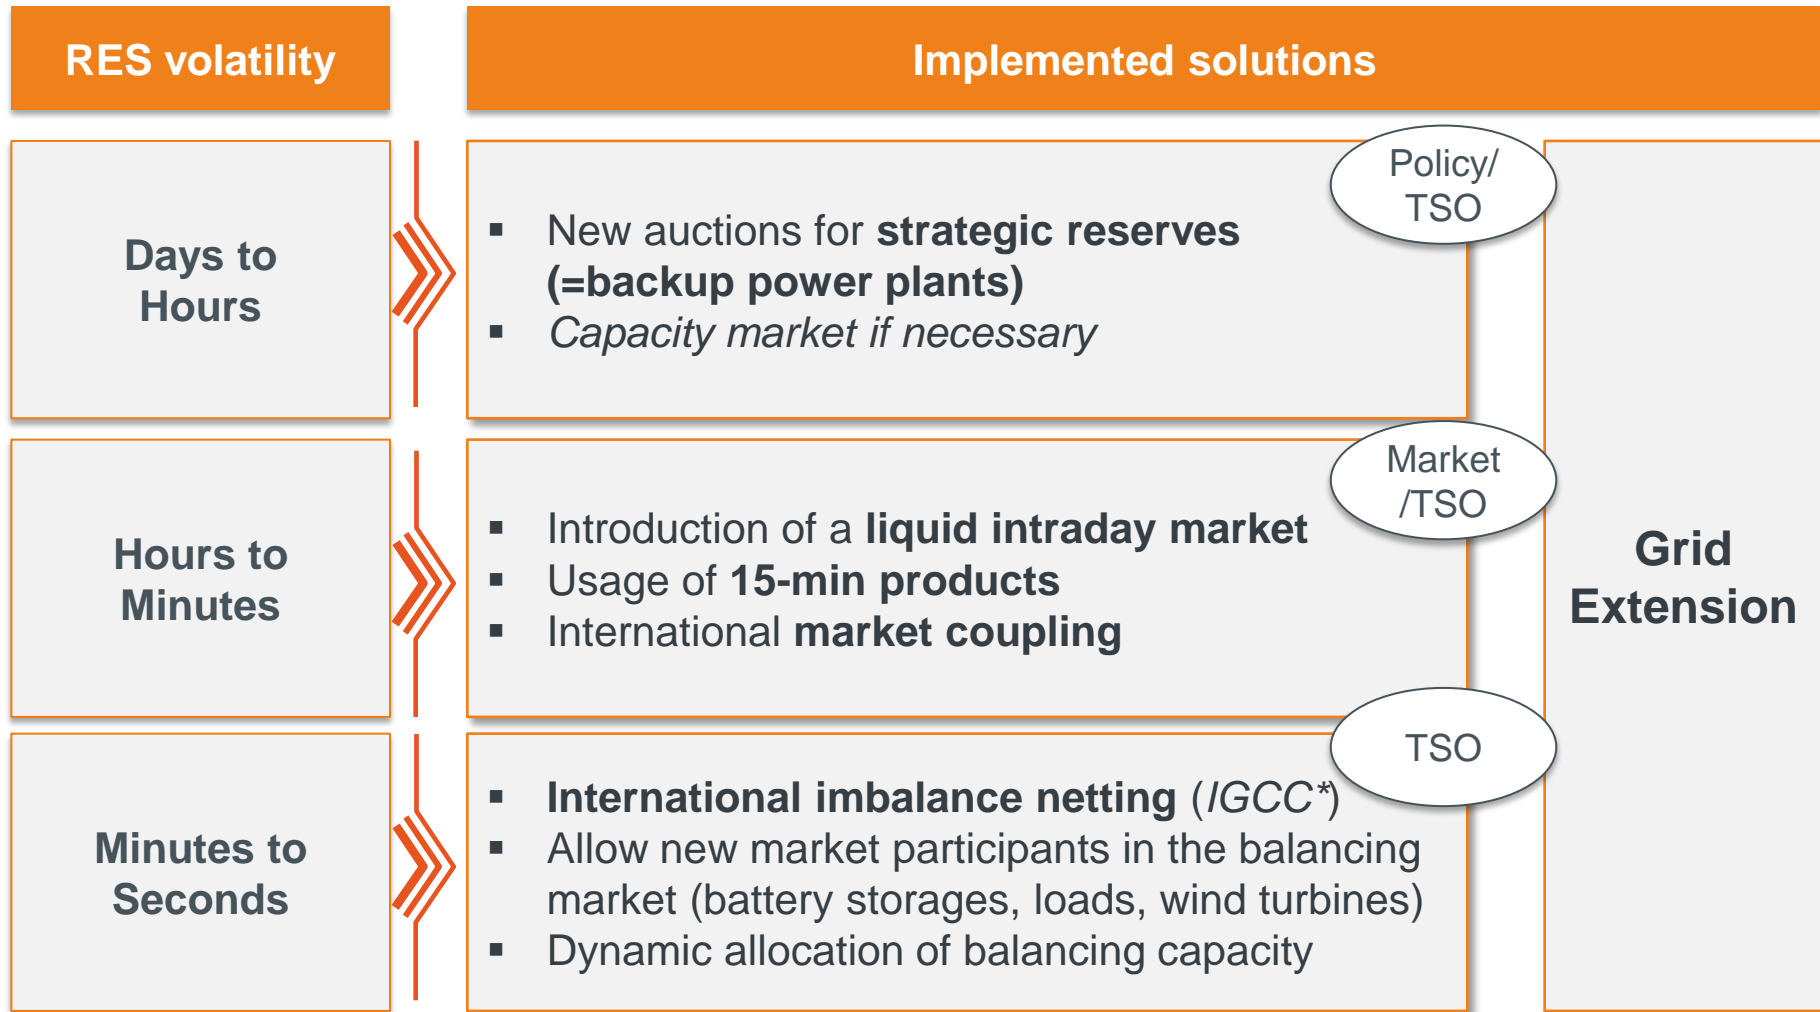 RES volatility
Implemented solutions
Days to
Hours
▪ New auctions for strategic reserves
(=backup power plants)
▪ Capacity market if necessary
Policy/
TSO
Hours to
Minutes
▪ Introduction of a liquid intraday market
▪ Usage of 15-min products
▪ International market coupling
Market
/TSO
Minutes to
Seconds
▪ International imbalance netting (IGCC*)
▪ Allow new market participants in the balancing
market (battery storages, loads, wind turbines)
▪ Dynamic allocation of balancing capacity
TSO
Grid
Extension